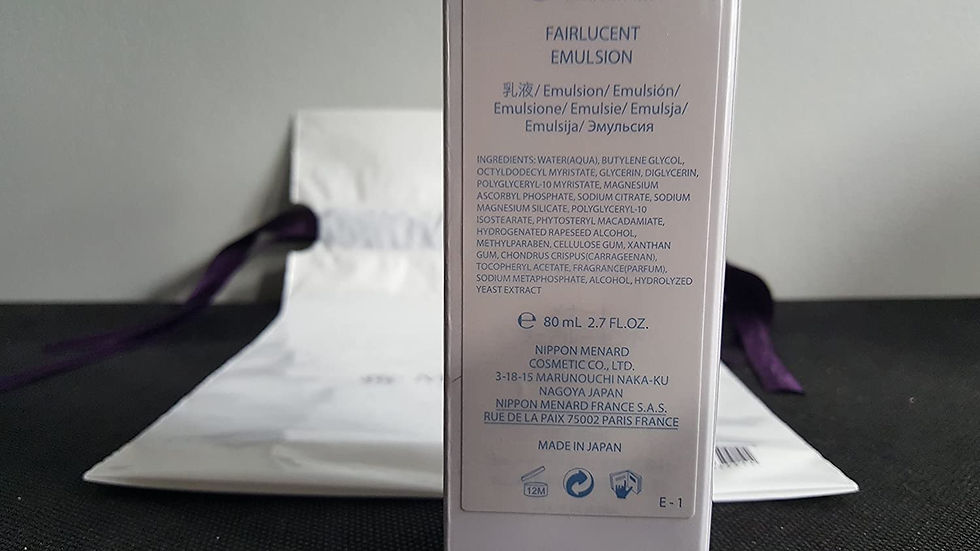 FAIRLUCENT
EMULSION
乳液/ Emulsion/ Emulsión/
Emulsione/ Emulsie/ Emulsja/
Emulsija/ Эмульсия
INGREDIENTS: WATER(AQUA), BUTYLENE GLYCOL,
OCTYLDODECYL MYRISTATE, GLYCERIN, DIGLYCERIN,
POLYGLYCERYL-10 MYRISTATE, MAGNESIUM
ASCORBYL PHOSPHATE, SODIUM CITRATE, SODIUM
MAGNESIUM SILICATE, POLYGLYCERYL-10
ISOSTEARATE, PHYTOSTERYL MACADAMIATE,
HYDROGENATED RAPESEED ALCOHOL,
METHYLPARABEN, CELLULOSE GUM, XANTHAN
GUM, CHONDRUS CRISPUS(CARRAGEENAN),
TOCOPHERYL ACETATE, FRAGRANCE(PARFUM),
SODIUM METAPHOSPHATE, ALCOHOL, HYDROLYZED
YEAST EXTRACT
℮ 80 mL 2.7 FL.OZ.
NIPPON MENARD
COSMETIC CO., LTD.
3-18-15 MARUNOUCHI NAKA-KU
NAGOYA JAPAN
NIPPON MENARD FRANCE S.A.S.
RUE DE LA PAIX 75002 PARIS FRANCE
MADE IN JAPAN
12M
E - 1